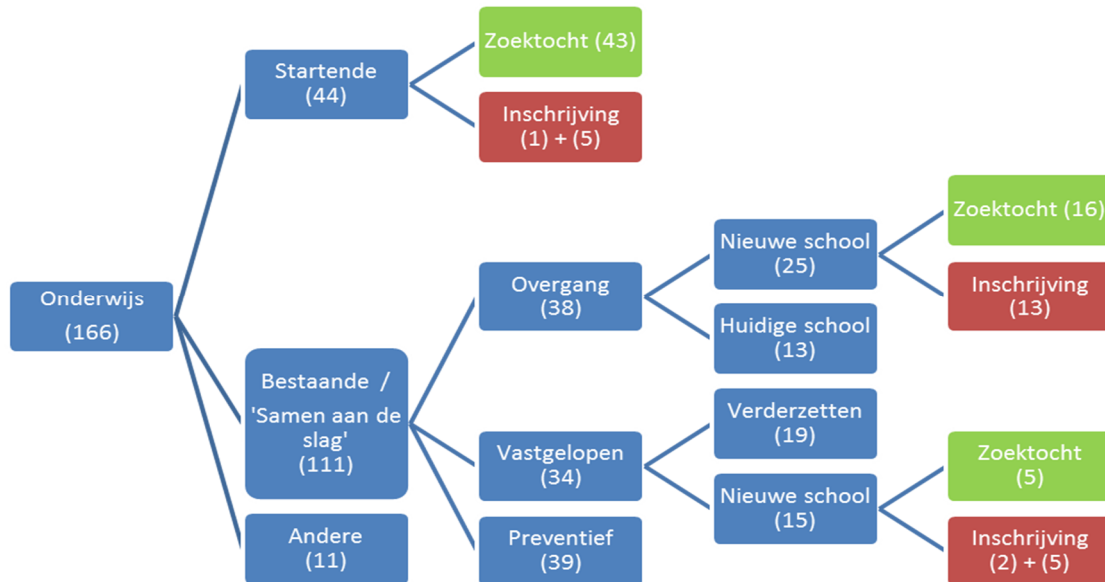 Zoektocht (43)
Startende
(44)
Inschrijving
(1) + (5)
Zoektocht (16)
Nieuwe school
(25)
Inschrijving
(13)
Onderwijs
(166)
Overgang
(38)
Huidige school
(13)
Bestaande /
'Samen aan de
slag'
(111)
Verderzetten
(19)
Vastgelopen
(34)
Zoektocht
(5)
Nieuwe school
(15)
Andere
(11)
Preventief
(39)
Inschrijving
(2) + (5)